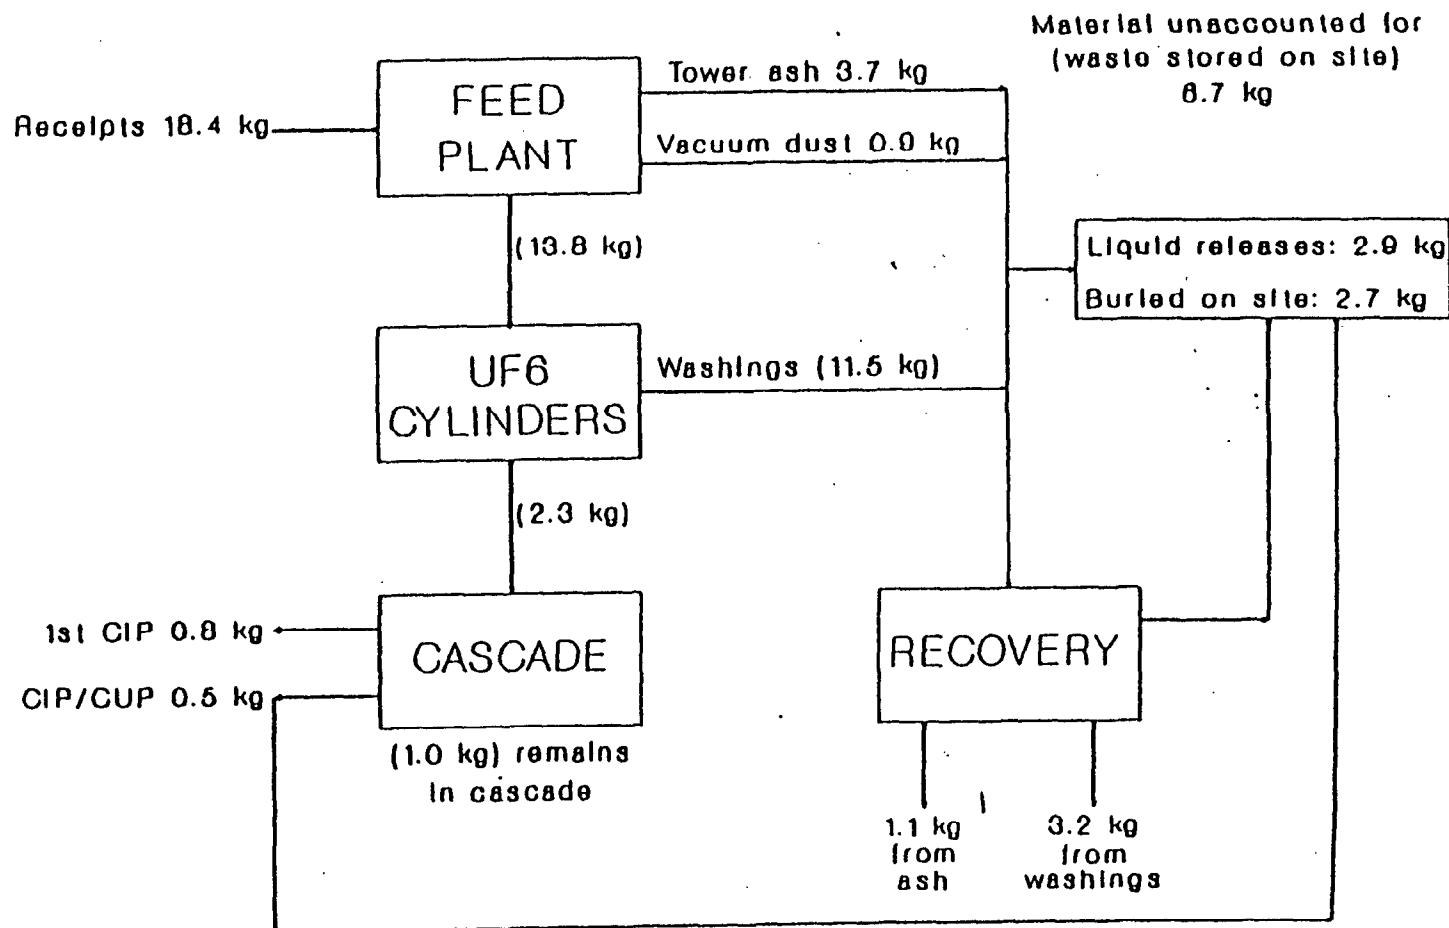 Material unaccounted for
(waste stored on site)
6.7 kg
Receipts 18.4 kg
FEED
PLANT
Tower ash 3.7 kg
Vacuum dust 0.9 kg
(13.8 kg)
Liquid releases: 2.9 kg
Buried on site: 2.7 kg
UF6
CYLINDERS
Washings (11.5 kg)
(2.3 kg)
1st CIP 0.8 kg
CIP/CUP 0.5 kg
CASCADE
(1.0 kg) remains
in cascade
RECOVERY
1.1 kg
from
ash
3.2 kg
from
washings